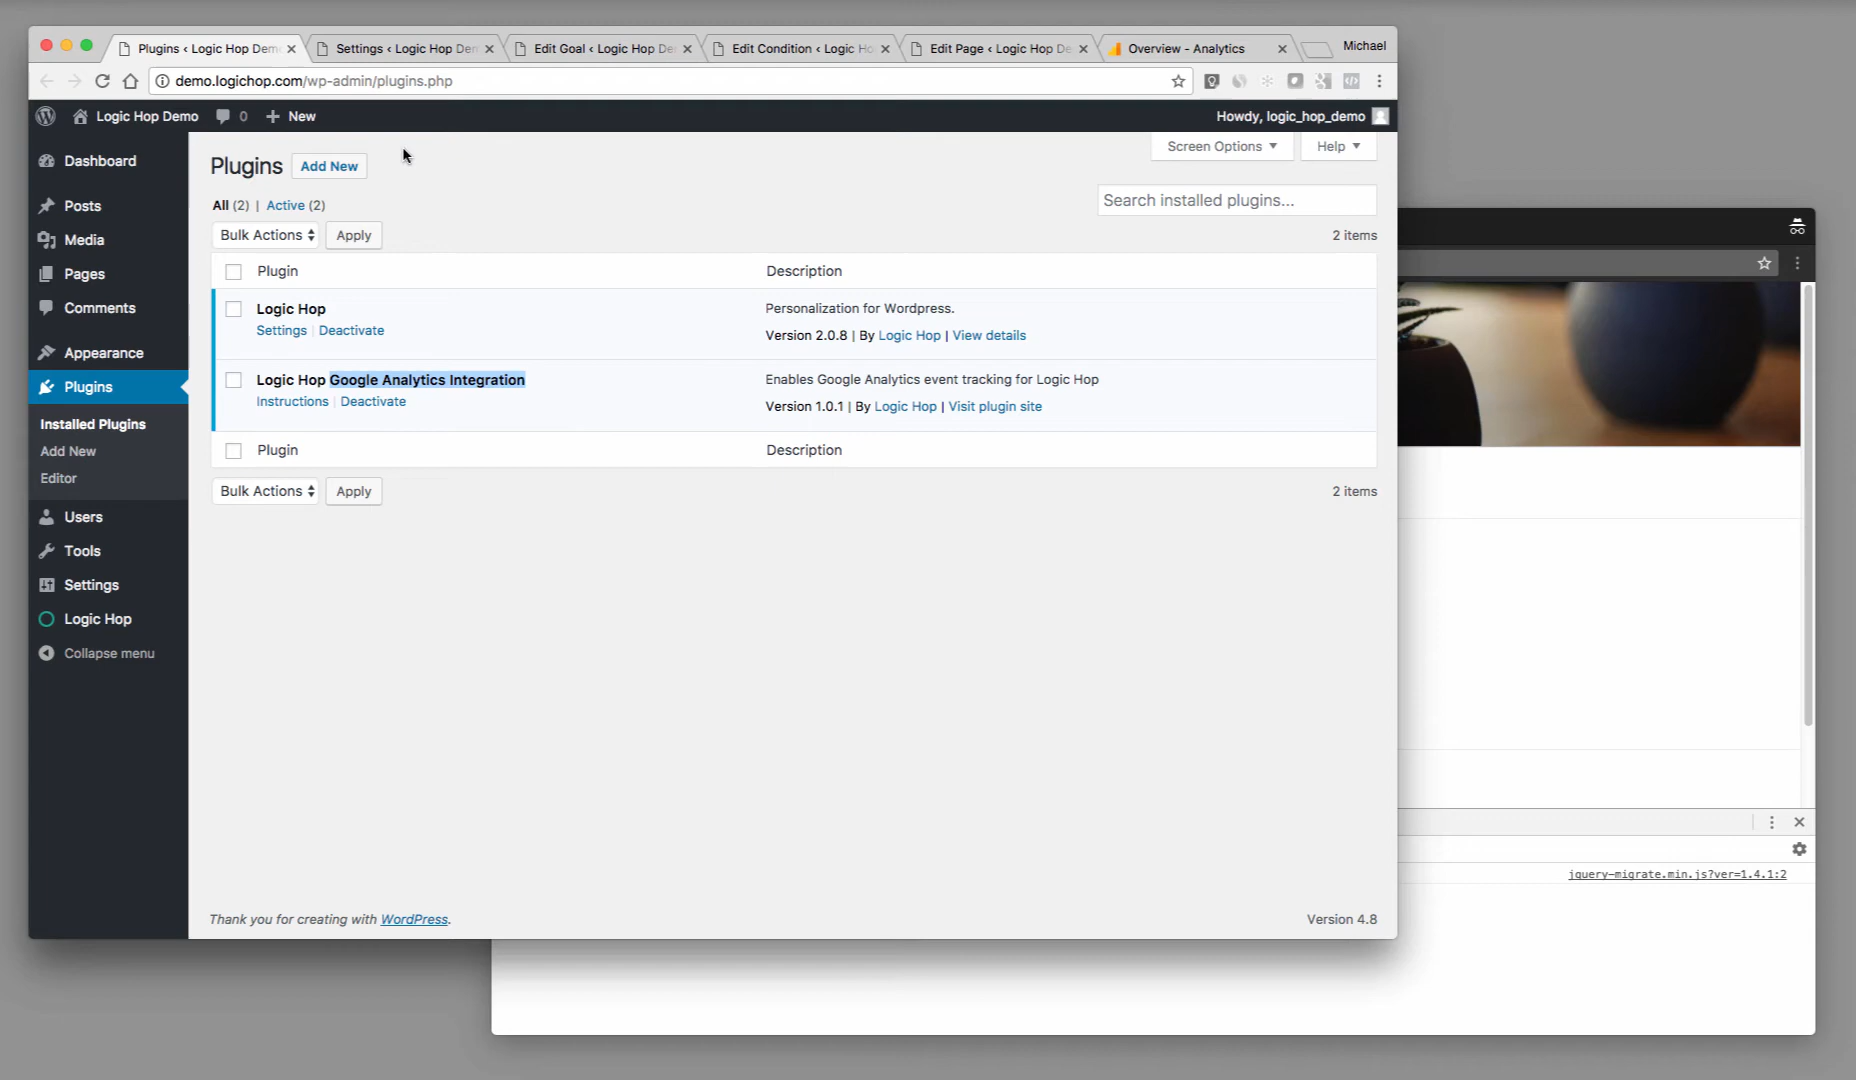 Plugins ‹ Logic Hop Dem
Settings ‹ Logic Hop Den
Edit Goal ‹ Logic Hop De
Edit Condition ‹ Logic Ho
Edit Page ‹ Logic Hop De
Overview - Analytics
Michael
demo.logichop.com/wp-admin/plugins.php
Logic Hop Demo
0
New
Howdy, logic_hop_demo
Dashboard
Posts
Media
Pages
Comments
Appearance
Plugins
Installed Plugins
Add New
Editor
Users
Tools
Settings
Logic Hop
Collapse menu
Screen Options
Help
Plugins
Add New
All (2) | Active (2)
Search installed plugins...
Bulk Actions
Apply
2 items
Plugin
Description
Logic Hop
Settings | Deactivate
Personalization for Wordpress.
Version 2.0.8 | By Logic Hop | View details
Logic Hop Google Analytics Integration
Instructions | Deactivate
Enables Google Analytics event tracking for Logic Hop
Version 1.0.1 | By Logic Hop | Visit plugin site
Plugin
Description
Bulk Actions
Apply
2 items
Thank you for creating with WordPress.
Version 4.8
jquery-migrate.min.js?ver=1.4.1:2